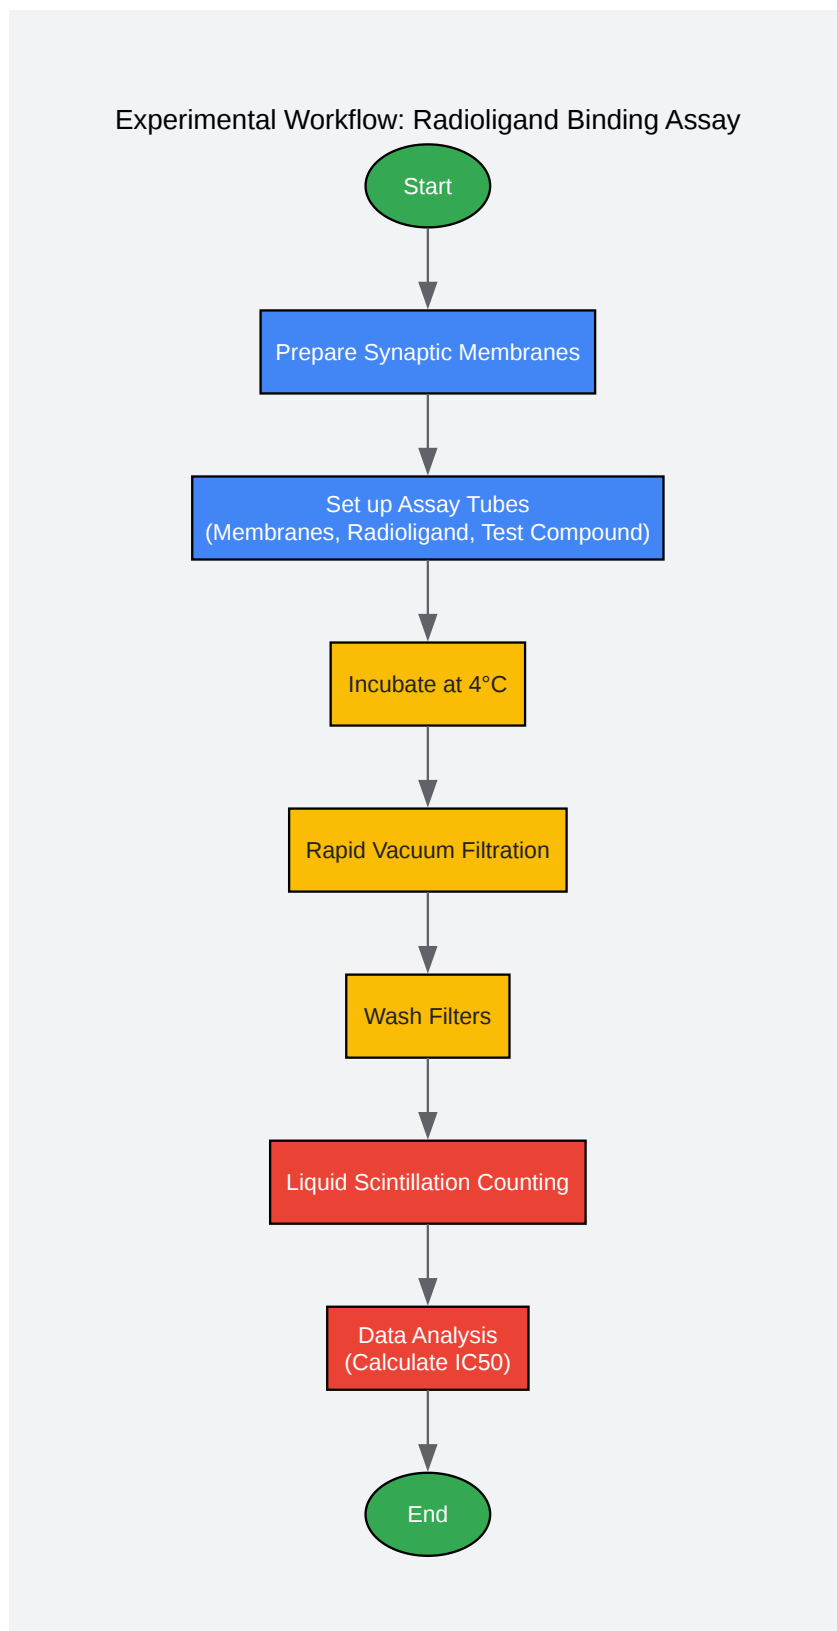 Experimental Workflow: Radioligand Binding Assay
Start
Prepare Synaptic Membranes
Set up Assay Tubes
(Membranes, Radioligand, Test Compound)
Incubate at 4°C
Rapid Vacuum Filtration
Wash Filters
Liquid Scintillation Counting
Data Analysis
(Calculate IC50)
End